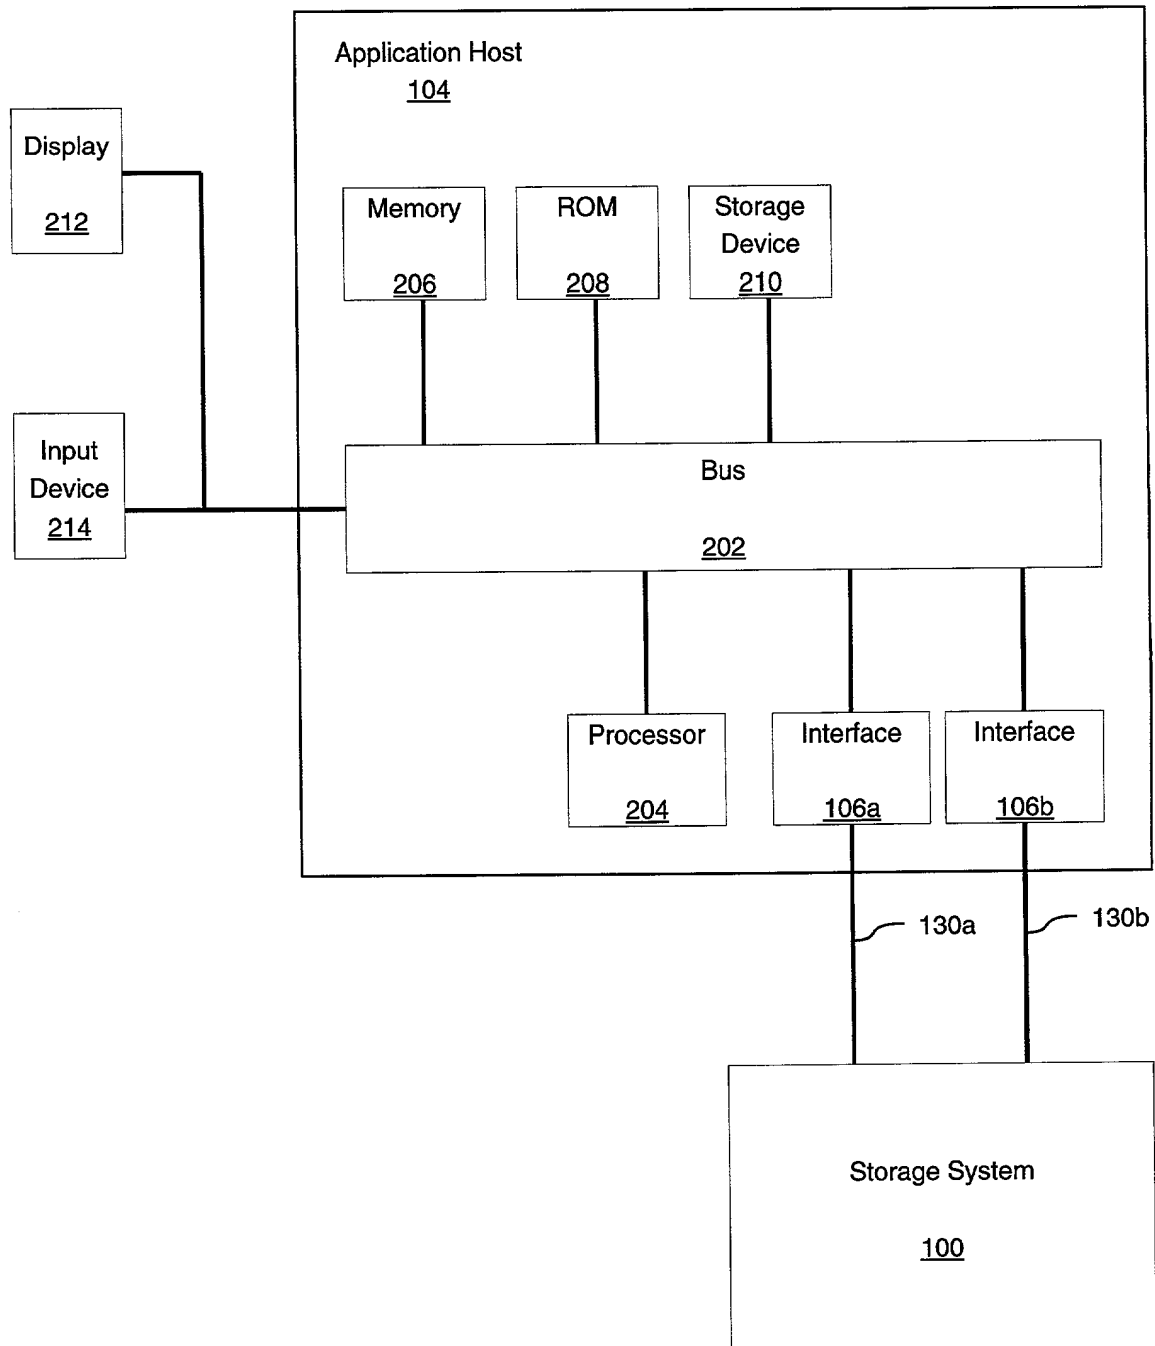 Application Host
104
Display
212
Memory
206
ROM
208
Storage
Device
210
Input
Device
214
Bus
202
Processor
204
Interface
106a
Interface
106b
130a
130b
Storage System
100